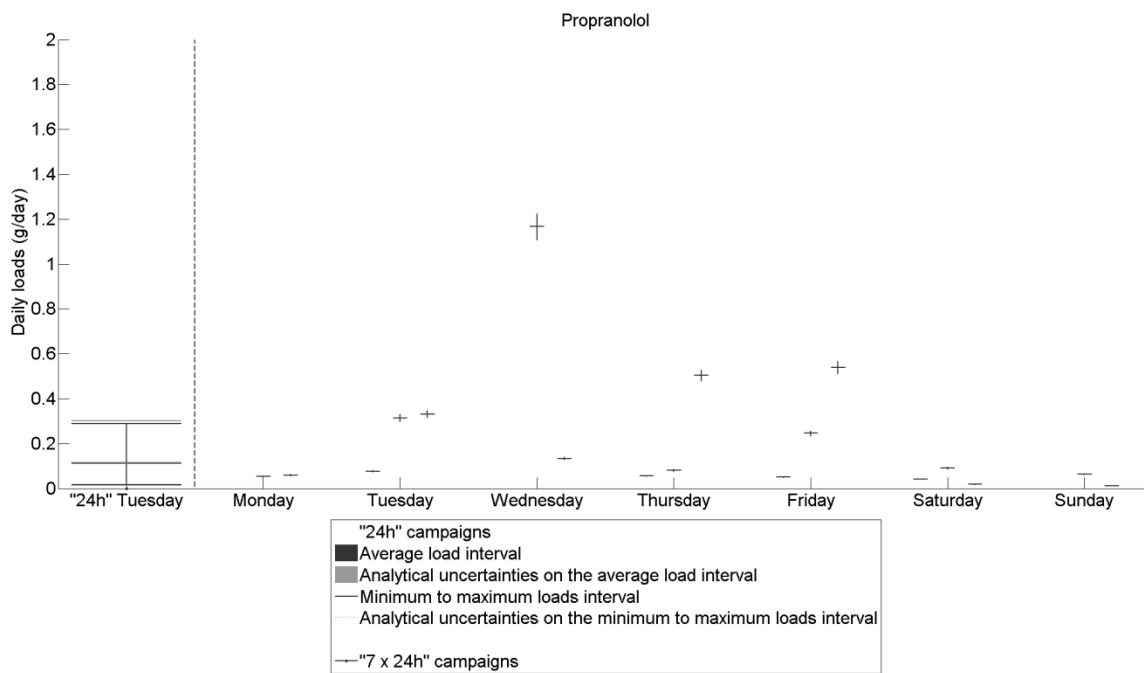 Propranolol
Daily loads (g/day)
2
1.8
1.6
1.4
1.2
1
0.8
0.6
0.4
0.2
0
"24h" Tuesday Monday Tuesday Wednesday Thursday Friday Saturday Sunday
"24h" campaigns
Average load interval
Analytical uncertainties on the average load interval
Minimum to maximum loads interval
Analytical uncertainties on the minimum to maximum loads interval
"7 x 24h" campaigns